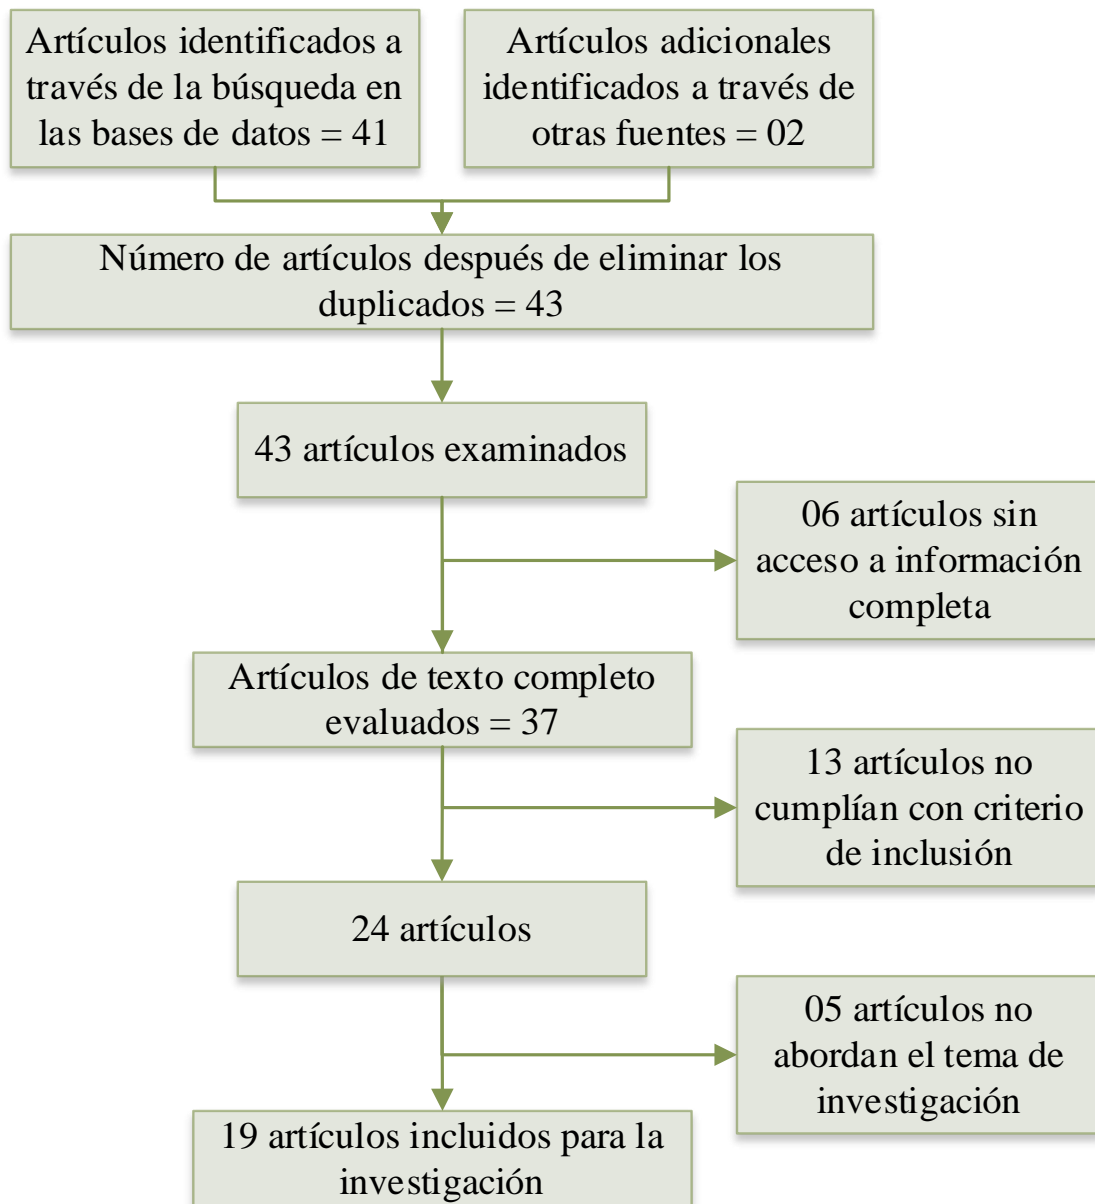 Artículos identificados a
través de la búsqueda en
las bases de datos = 41
Artículos adicionales
identificados a través de
otras fuentes = 02
Número de artículos después de eliminar los
duplicados = 43
43 artículos examinados
06 artículos sin
acceso a información
completa
Artículos de texto completo
evaluados = 37
13 artículos no
cumplían con criterio
de inclusión
24 artículos
05 artículos no
abordan el tema de
investigación
19 artículos incluidos para la
investigación